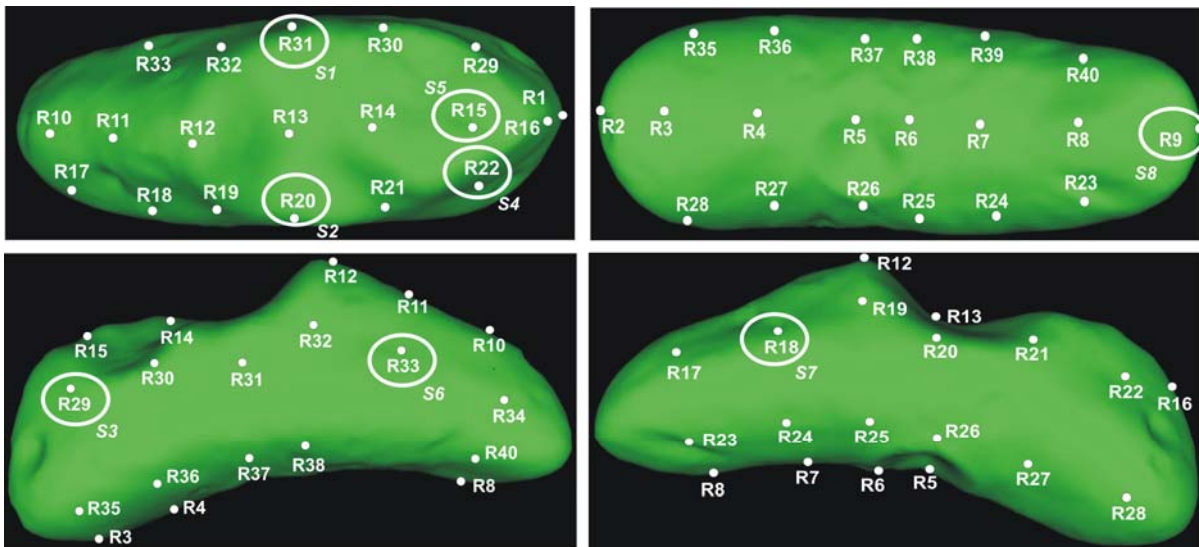 R33 R32 R31 R30 R29
S1
S5
R10 R11 R12 R13 R14 R15 R16 R1
R17 R18 R19 R20 R21 R22
S2 S4
R35 R36 R37 R38 R39 R40
R2 R3 R4 R5 R6 R7 R8 R9
S8
R28 R27 R26 R25 R24 R23
R12
R11
R15 R14 R32 R10
R30 R31 R33
R29 S6 R34
S3
R36 R37 R38 R40
R35 R4 R8
R3
R12
R19 R13
R17 R18 R20 R21
S7 R22 R16
R23 R24 R25 R26
R8 R7 R6 R5 R27
R28